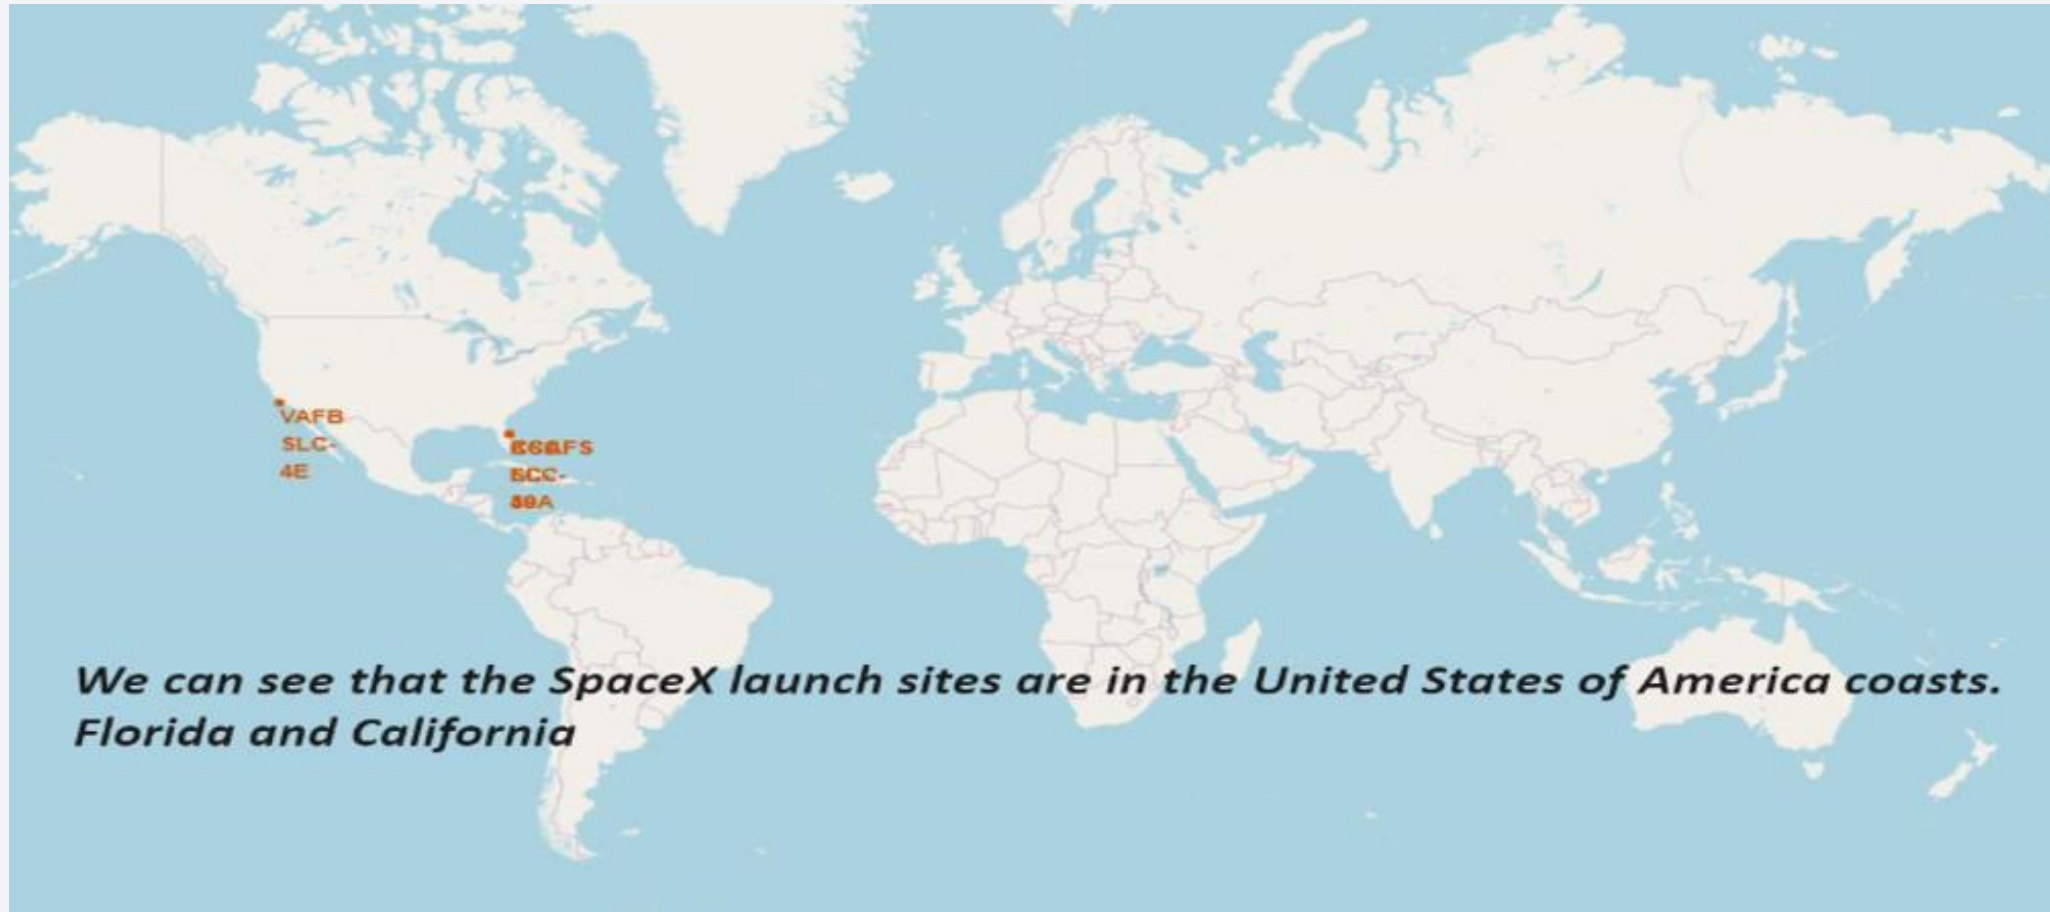 VAFB
SLC-
4E
We can see that the SpaceX launch sites are in the United States of America coasts.
Florida and California